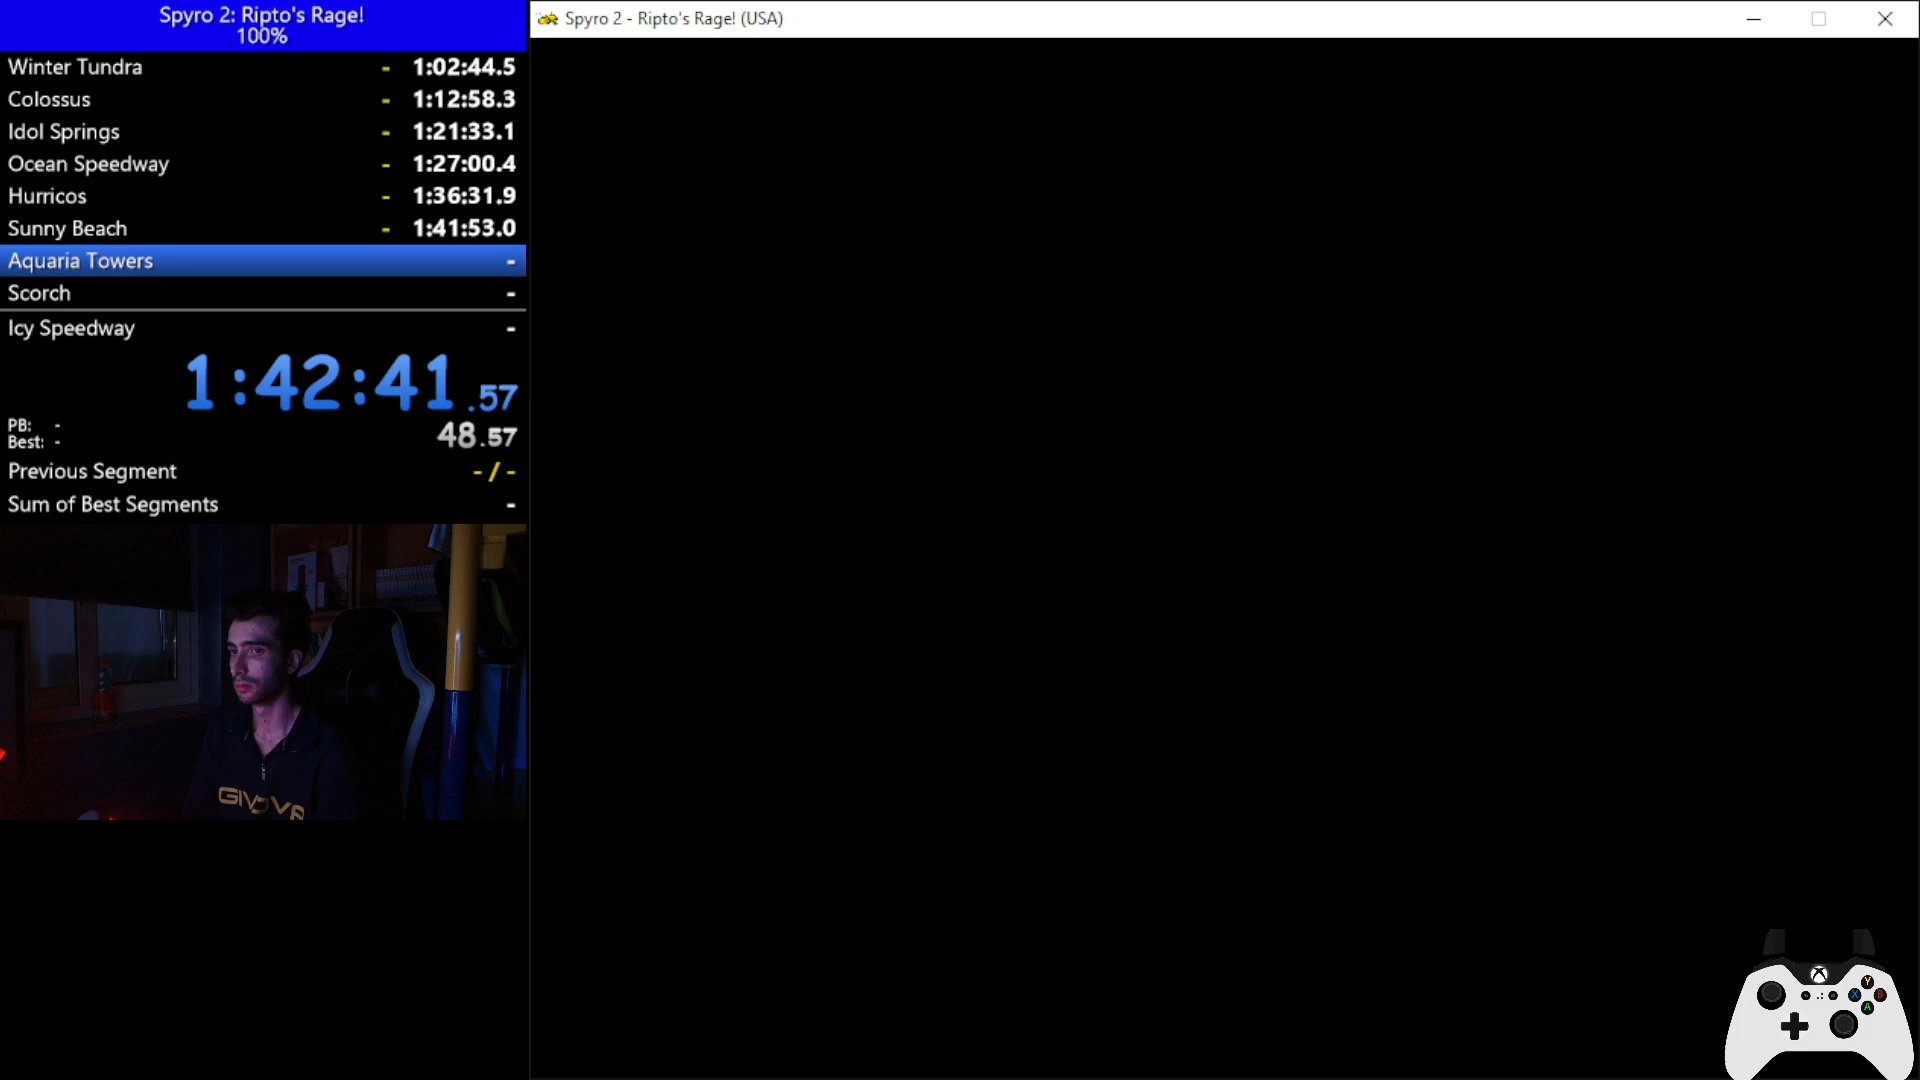 Spyro 2: Ripto's Rage!
100%
Winter Tundra - 1:02:44.5
Colossus - 1:12:58.3
Idol Springs - 1:21:33.1
Ocean Speedway - 1:27:00.4
Hurricos - 1:36:31.9
Sunny Beach - 1:41:53.0
Aquaria Towers -
Scorch -
Icy Speedway -
1:42:41.57
PB: -
Best: -
48.57
Previous Segment - / -
Sum of Best Segments -
GIVOVA
Spyro 2 - Ripto's Rage! (USA)
Y
X
B
A